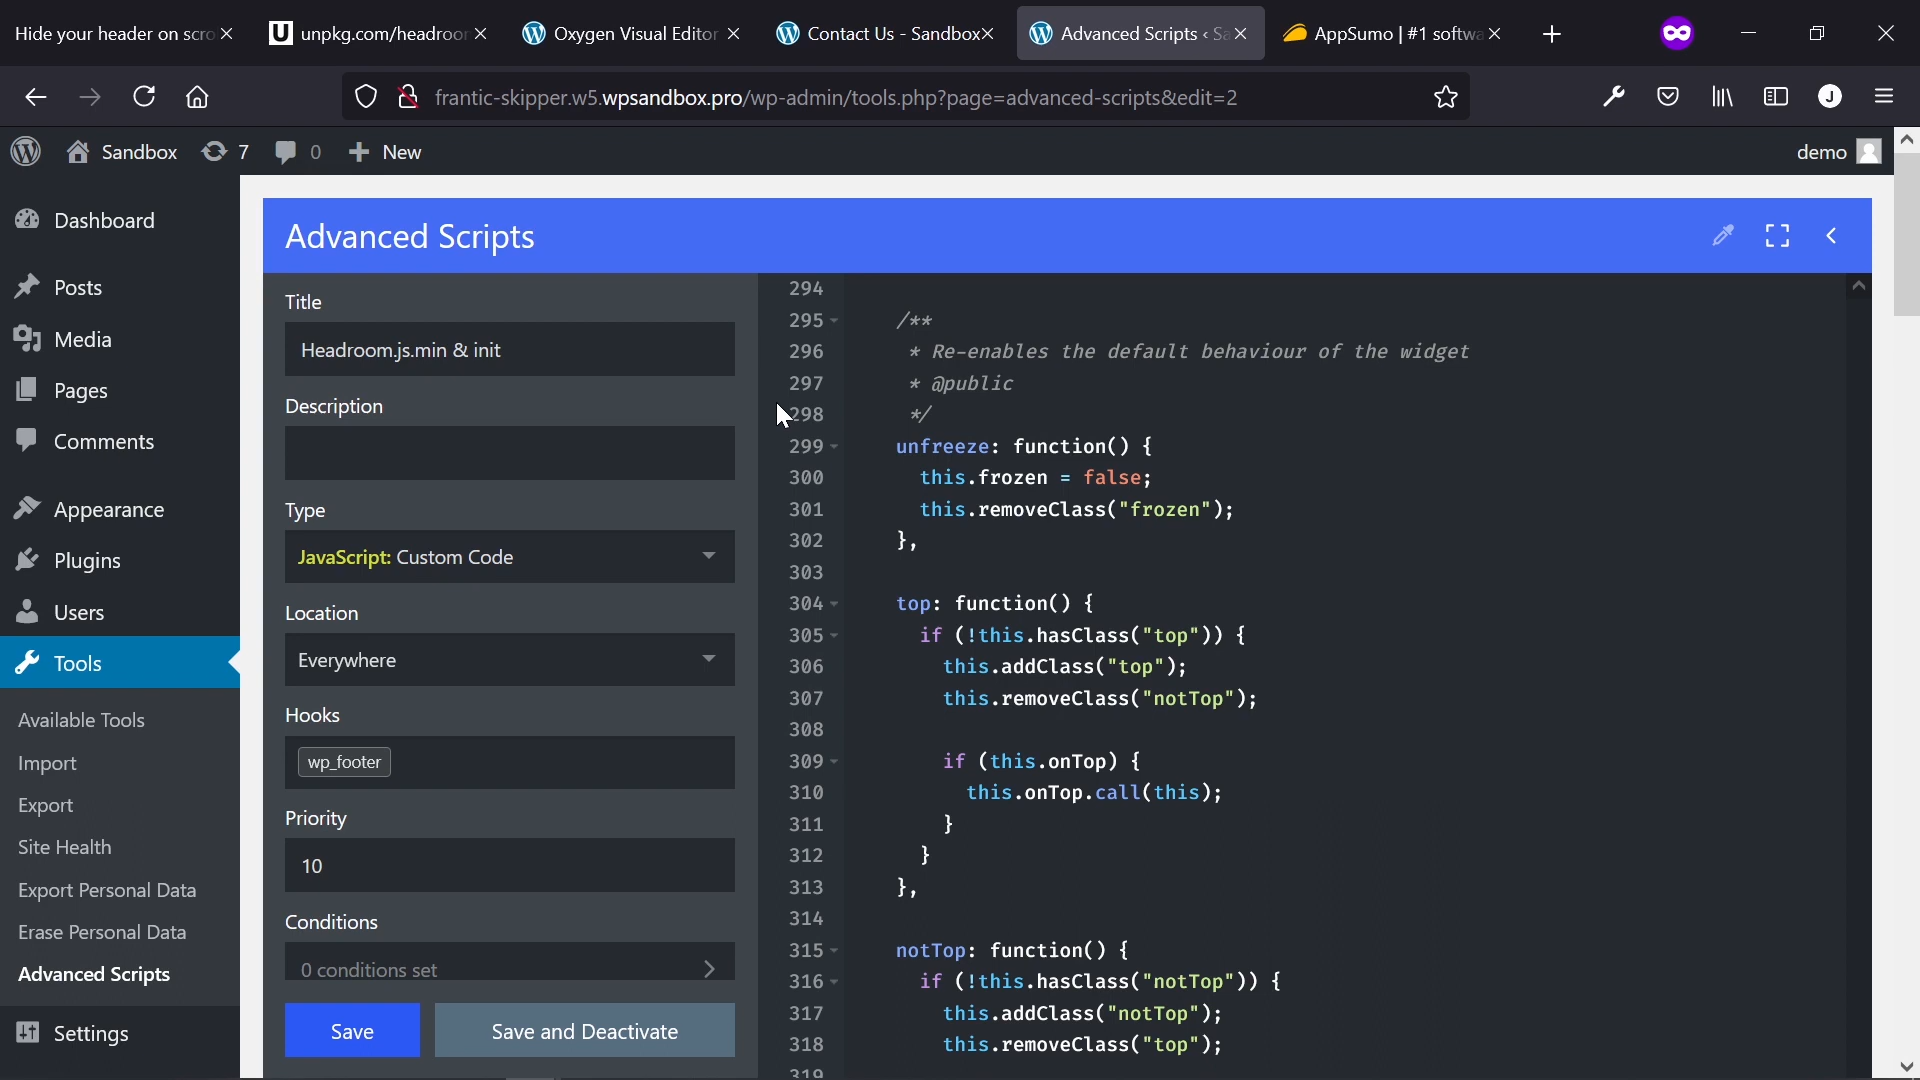 Hide your header on scro
unpkg.com/headroo
Oxygen Visual Editor
Contact Us - Sandbox
Advanced Scripts ‹ Sa
AppSumo | #1 softwa
frantic-skipper.w5.wpsandbox.pro/wp-admin/tools.php?page=advanced-scripts&edit=2
J
Sandbox
7
0
New
demo
Dashboard
Posts
Media
Pages
Comments
Appearance
Plugins
Users
Tools
Available Tools
Import
Export
Site Health
Export Personal Data
Erase Personal Data
Advanced Scripts
Settings
Advanced Scripts
Title
Headroom.js.min & init
Description
Type
JavaScript: Custom Code
Location
Everywhere
Hooks
wp_footer
Priority
10
Conditions
0 conditions set
Save
Save and Deactivate
294
295 /**
296 * Re-enables the default behaviour of the widget
297 * @public
298 */
299 unfreeze: function() {
300 this.frozen = false;
301 this.removeClass("frozen");
302 },
303
304 top: function() {
305 if (!this.hasClass("top")) {
306 this.addClass("top");
307 this.removeClass("notTop");
308
309 if (this.onTop) {
310 this.onTop.call(this);
311 }
312 }
313 },
314
315 notTop: function() {
316 if (!this.hasClass("notTop")) {
317 this.addClass("notTop");
318 this.removeClass("top");
319